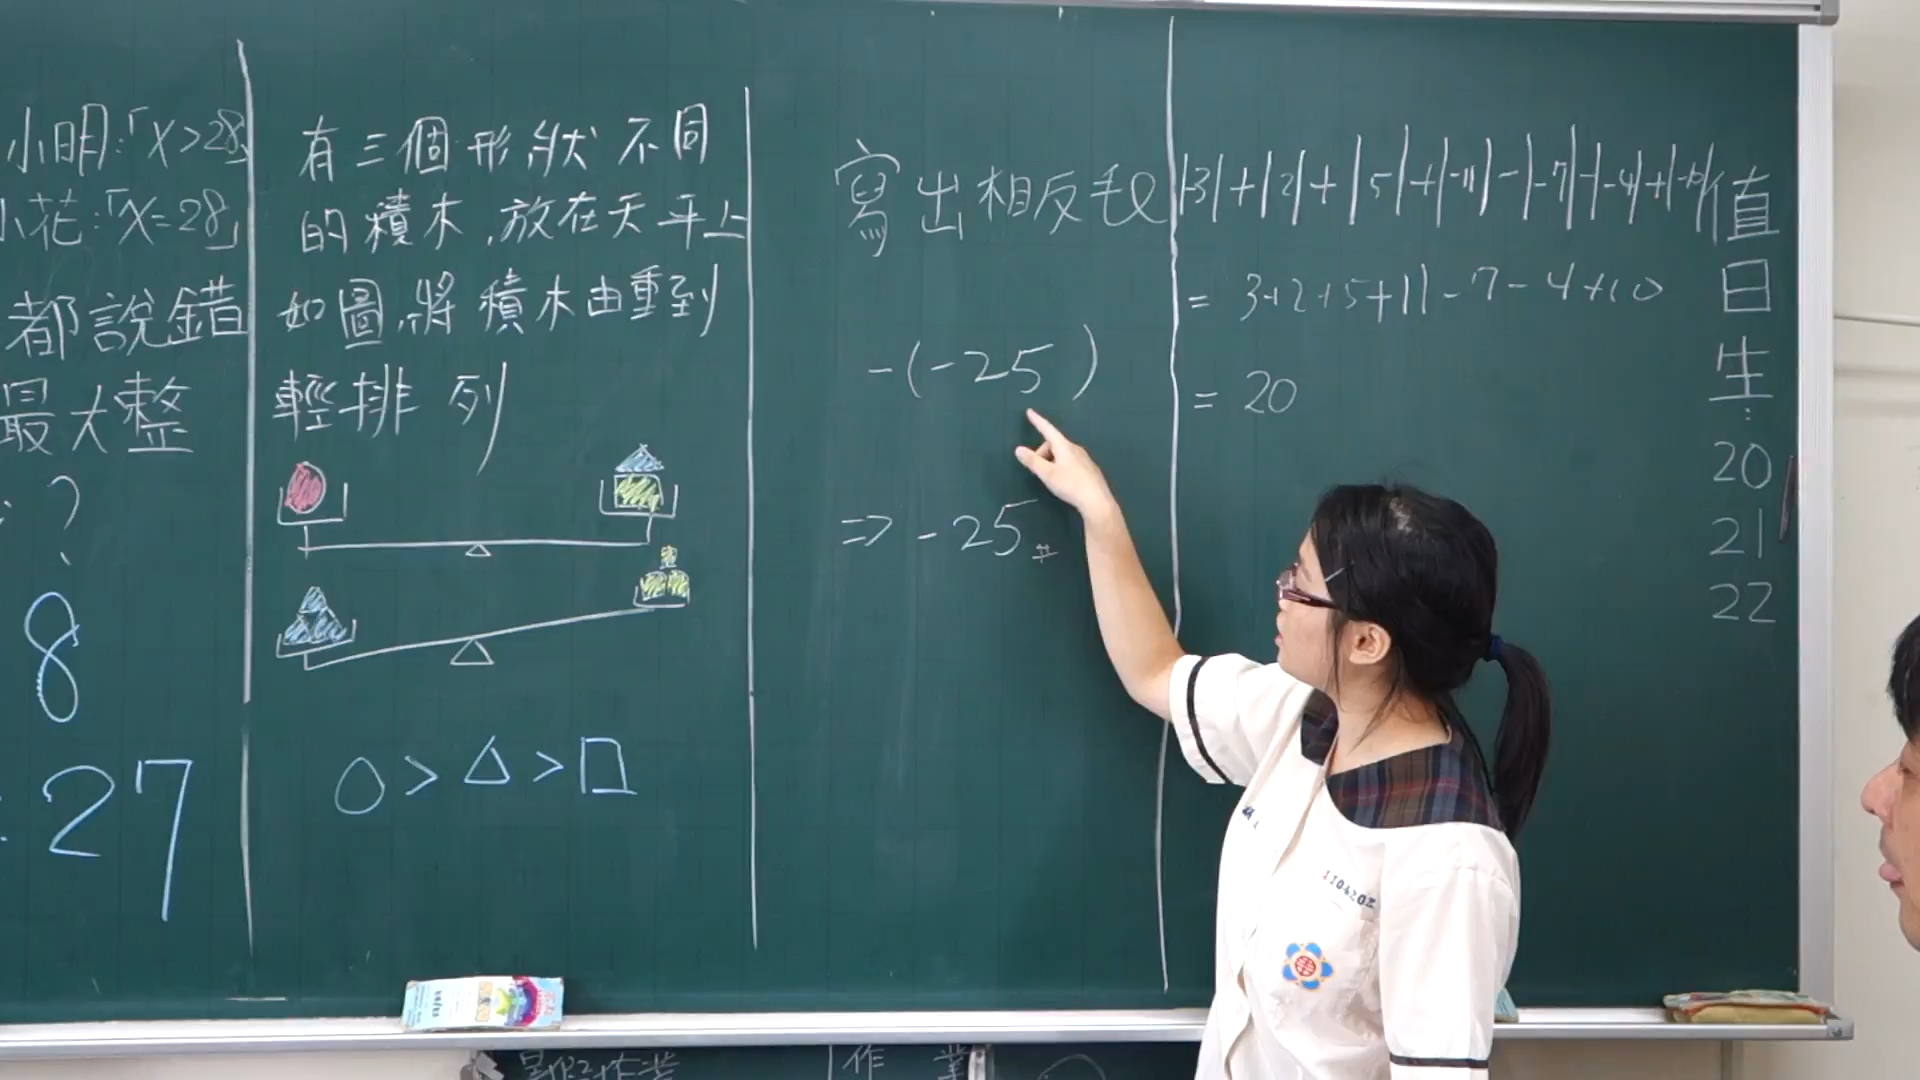 小明:「X>28」
小花:「X=28」
都說錯
最大整
?
8
27
有三個形狀不同
的積木,放在天平上
如圖,將積木由重到
輕排列
○>△>□
寫出相反
-(-25)
⇒ -25#
|-3|+|2|+|5|+|-11|-|-7|-|-4|+|-10|
= 3+2+5+11-7-4+10
= 20
值
日
生
:
20
21
22
作業